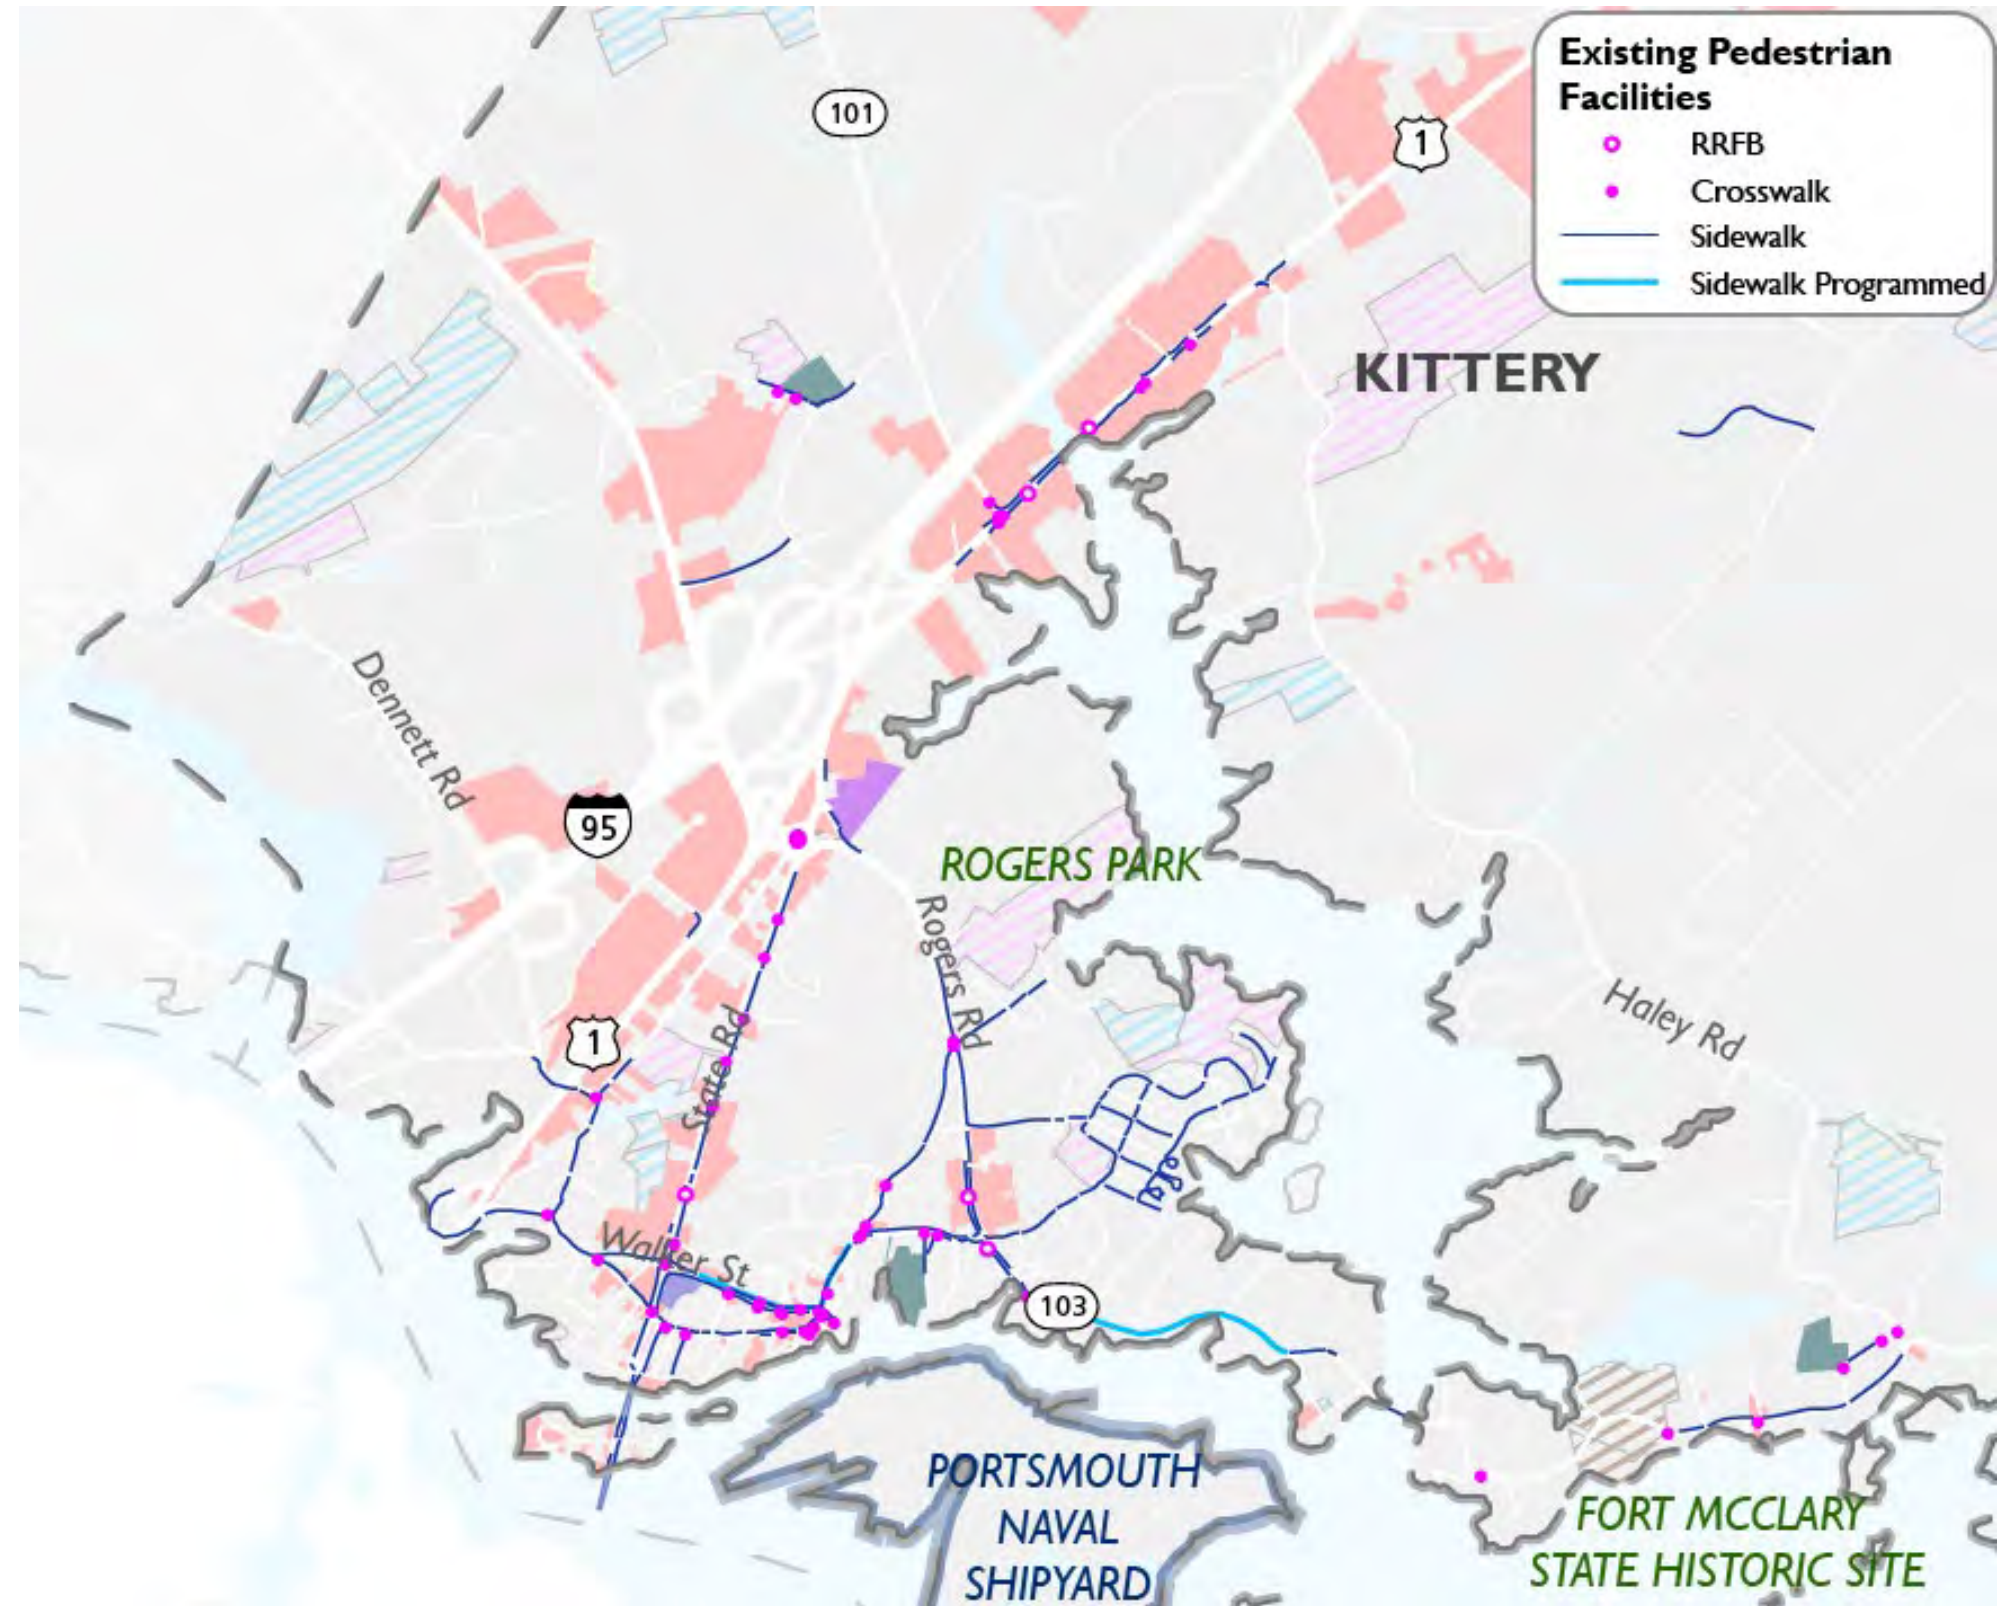 Existing Pedestrian
Facilities
RRFB
Crosswalk
Sidewalk
Sidewalk Programmed
101
1
KITTERY
Dennett Rd
95
ROGERS PARK
Rogers Rd
Haley Rd
1
State Rd
Walker St
103
PORTSMOUTH
NAVAL
SHIPYARD
FORT MCCLARY
STATE HISTORIC SITE